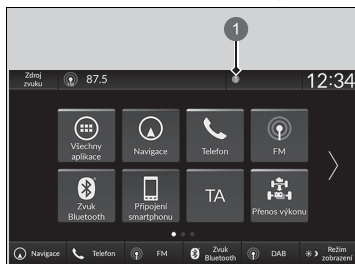 1
Zdroj
zvuku
87.5
12:34
Všechny
aplikace
Navigace
Telefon
FM
Zvuk
Bluetooth
Připojení
smartphonu
TA
Přenos výkonu
Navigace
Telefon
FM
Zvuk
Bluetooth
DAB
Režim
zobrazení